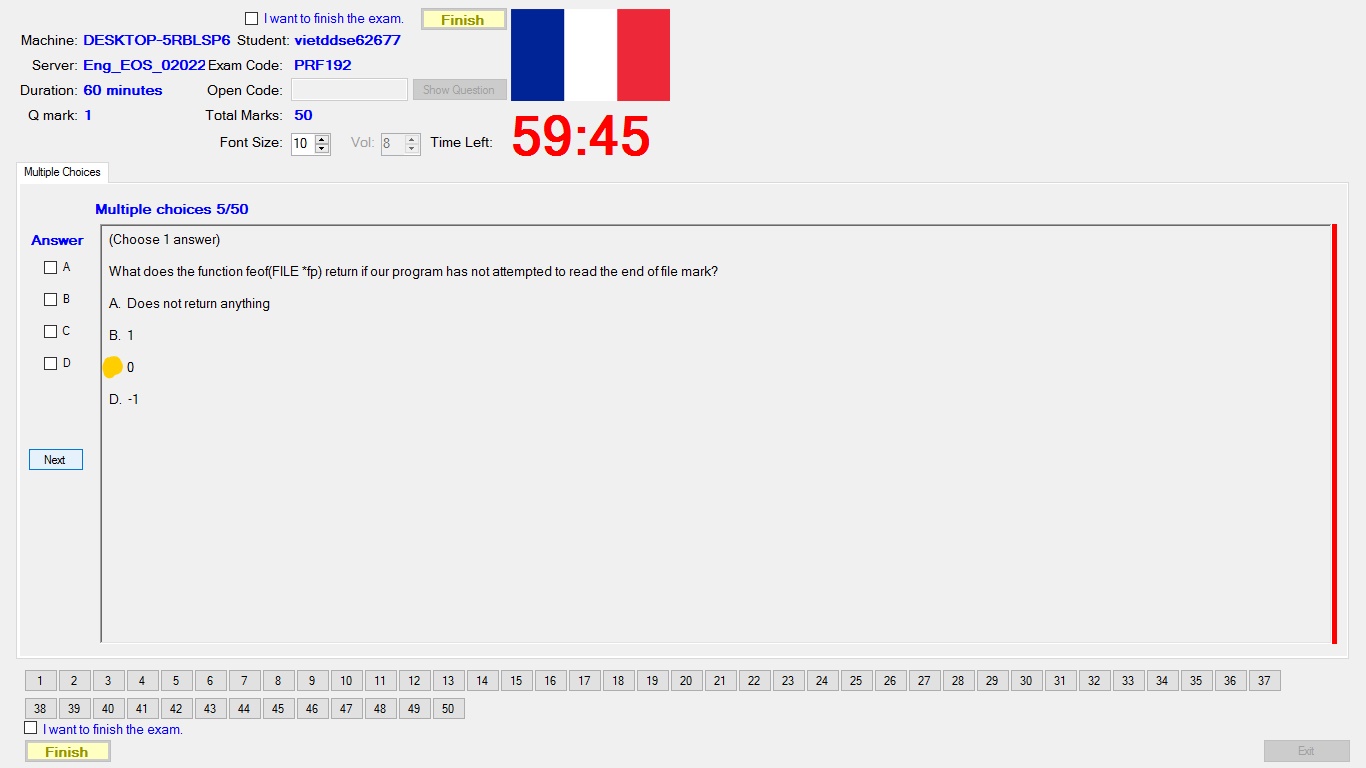 I want to finish the exam. Finish
Machine: DESKTOP-5RBLSP6 Student: vietddse62677
Server: Eng_EOS_02022 Exam Code: PRF192
Duration: 60 minutes Open Code: Show Question
Q mark: 1 Total Marks: 50
Font Size: 10 Vol: 8 Time Left: 59:45
Multiple Choices
Multiple choices 5/50
Answer
(Choose 1 answer)
A
What does the function feof(FILE *fp) return if our program has not attempted to read the end of file mark?
B
A. Does not return anything
C
B. 1
D
0
D. -1
Next
1 2 3 4 5 6 7 8 9 10 11 12 13 14 15 16 17 18 19 20 21 22 23 24 25 26 27 28 29 30 31 32 33 34 35 36 37
38 39 40 41 42 43 44 45 46 47 48 49 50
I want to finish the exam.
Finish Exit